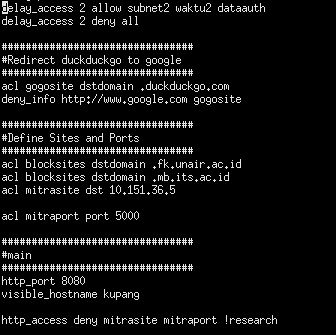 delay_access 2 allow subnet2 waktu2 dataauth
delay_access 2 deny all
################################
#Redirect duckduckgo to google
################################
acl gogosite dstdomain .duckduckgo.com
deny_info http://www.google.com gogosite
################################
#Define Sites and Ports
################################
acl blocksites dstdomain .fk.unair.ac.id
acl blocksites dstdomain .mb.its.ac.id
acl mitrasite dst 10.151.36.5
acl mitraport port 5000
################################
#main
################################
http_port 8080
visible_hostname kupang
http_access deny mitrasite mitraport !research